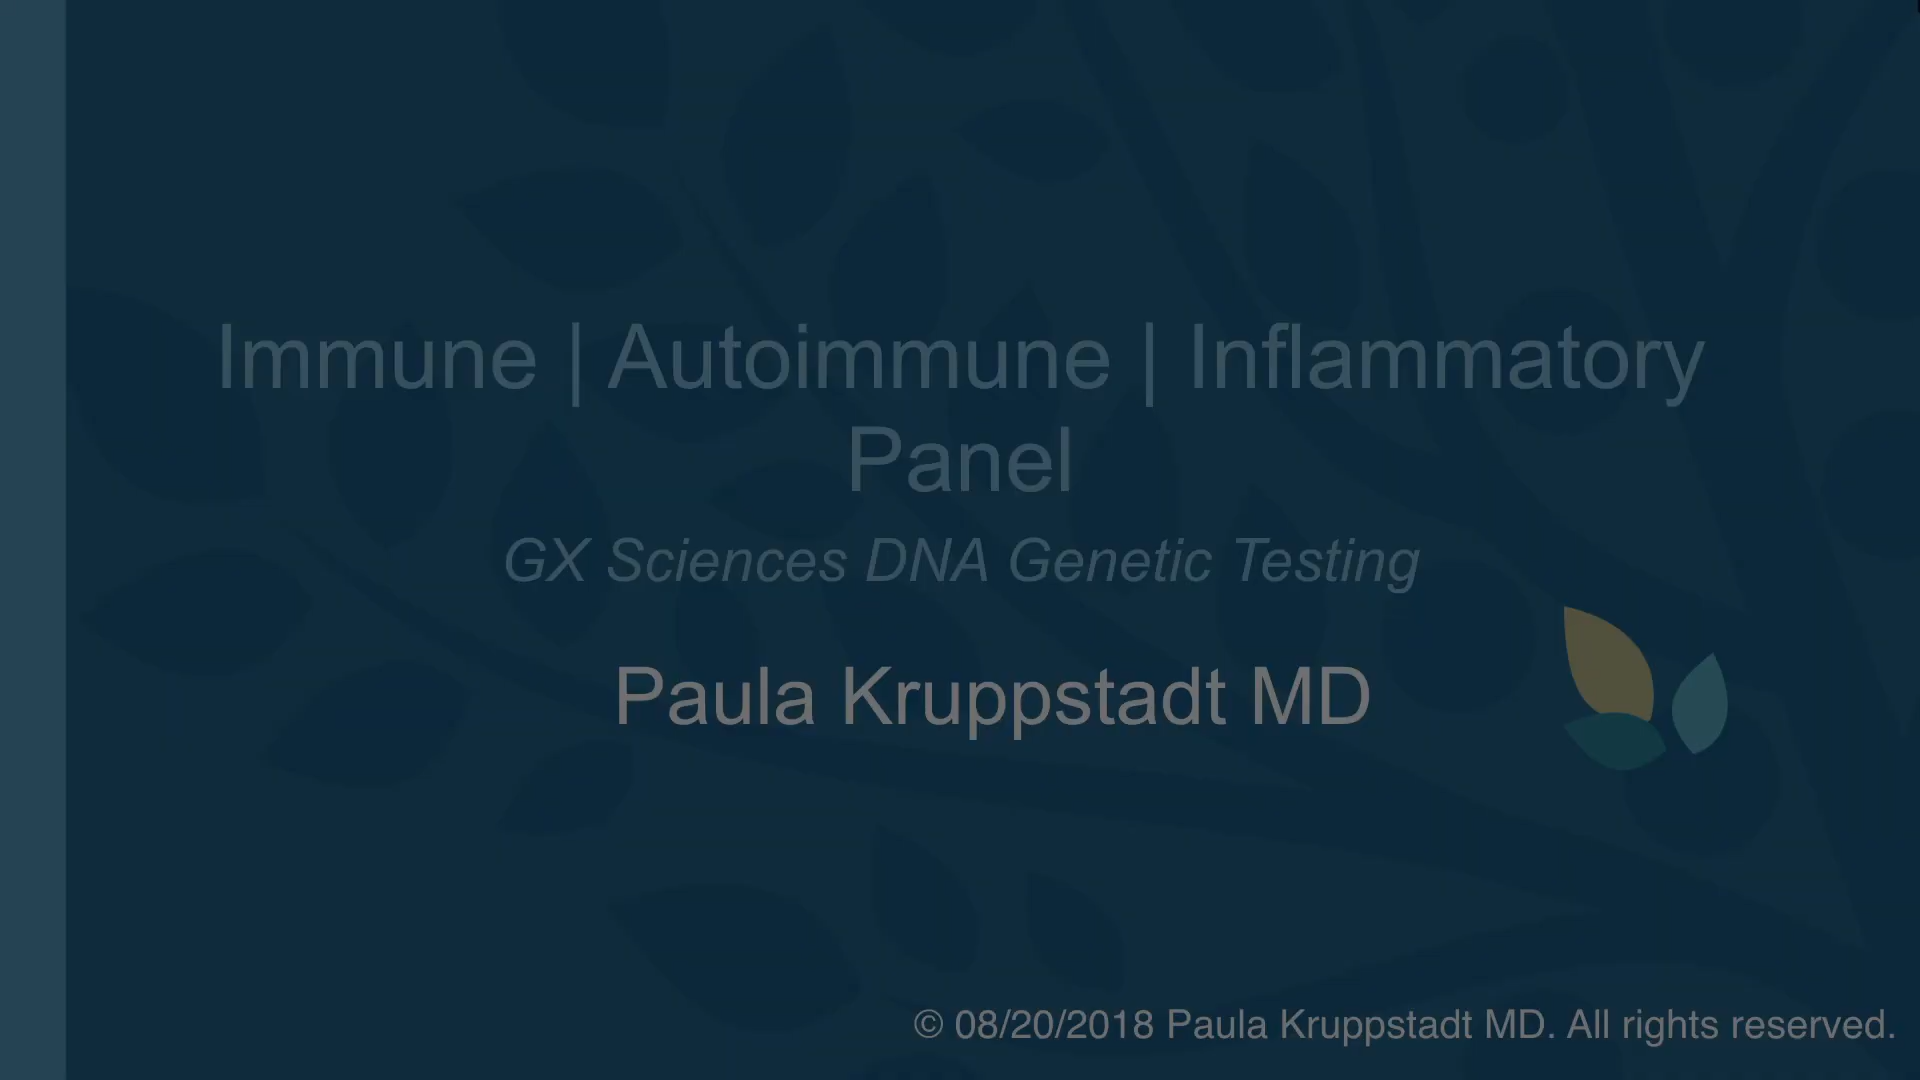 Immune | Autoimmune | Inflammatory
Panel
GX Sciences DNA Genetic Testing
Paula Kruppstadt MD
© 08/20/2018 Paula Kruppstadt MD. All rights reserved.